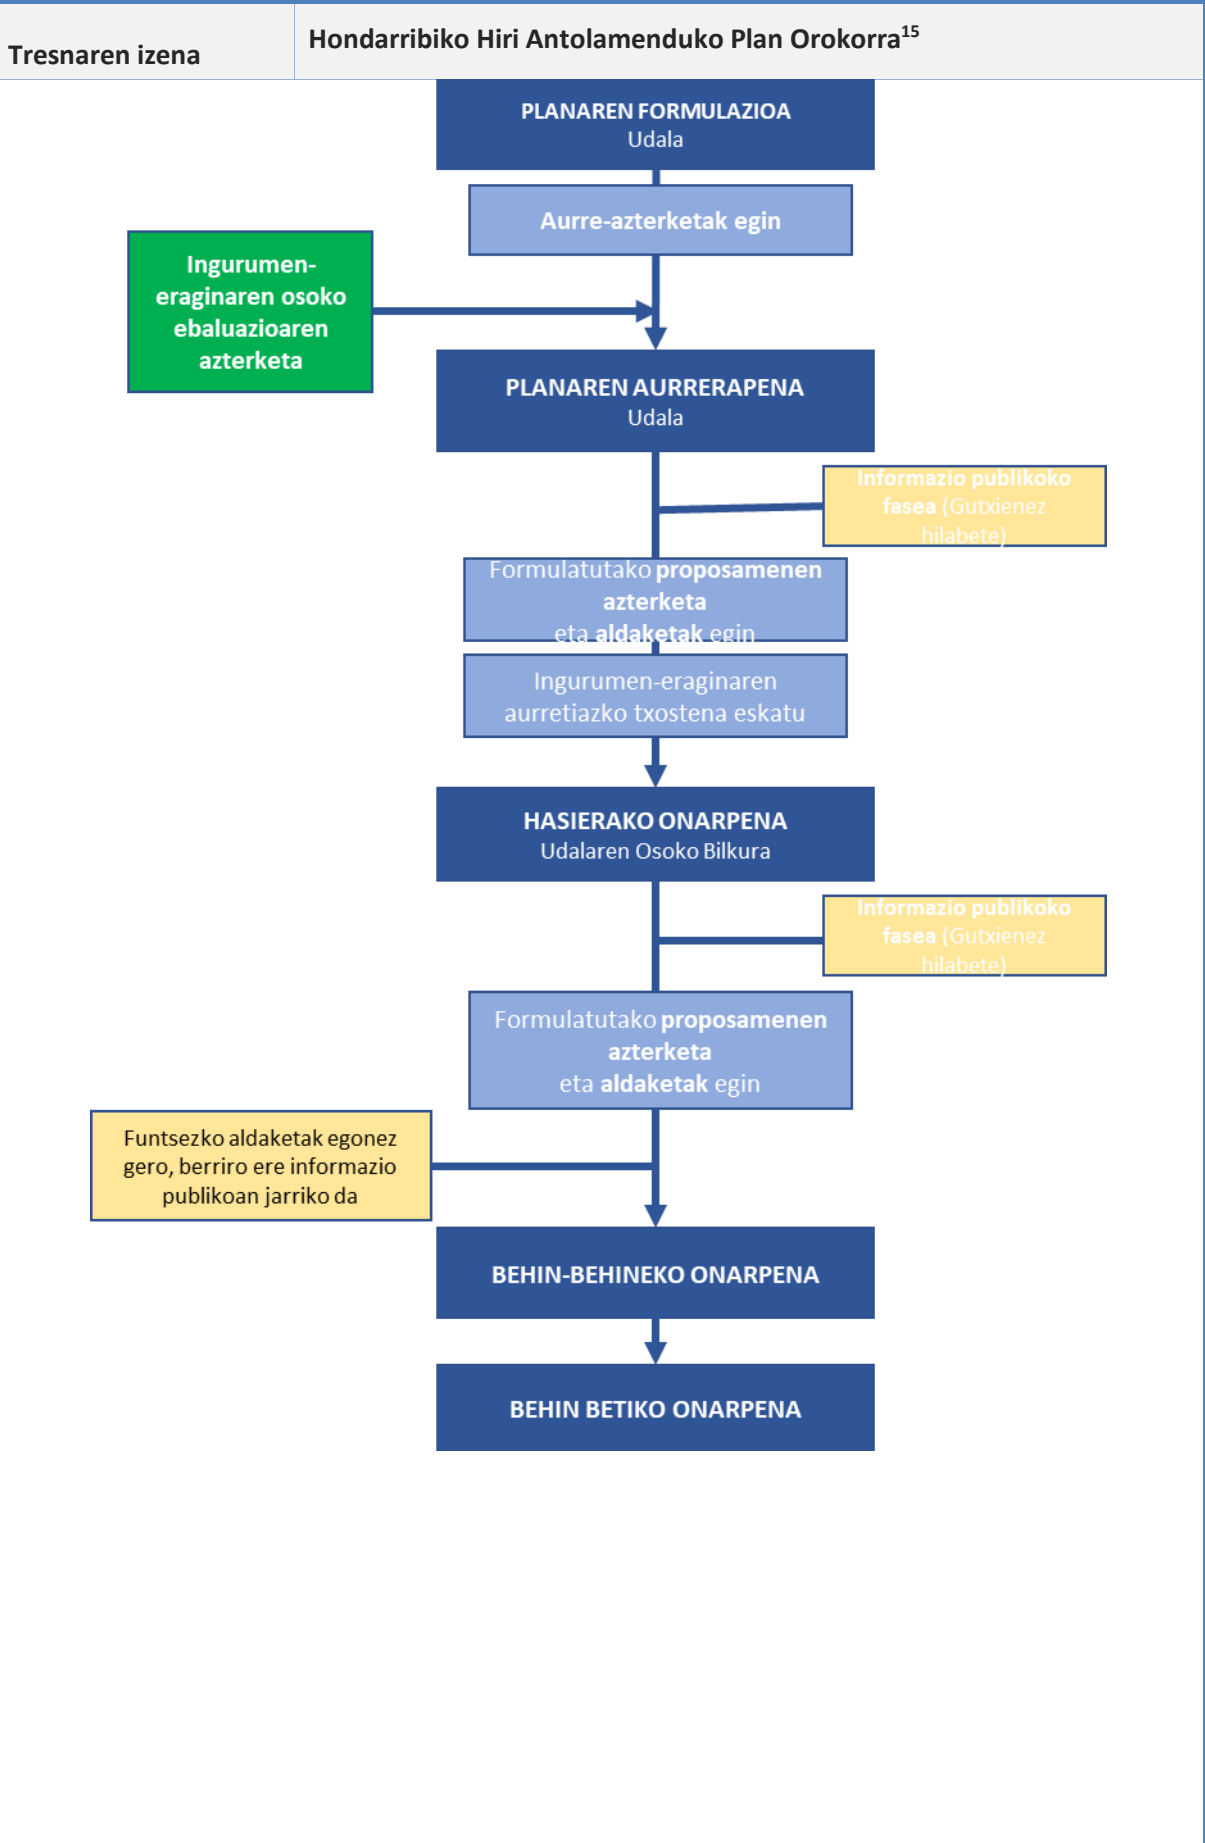 Tresnaren izena
Hondarribiko Hiri Antolamenduko Plan Orokorra15
PLANAREN FORMULAZIOA
Udala
Aurre-azterketak egin
Ingurumen-
eraginaren osoko
ebaluazioaren
azterketa
PLANAREN AURRERAPENA
Udala
Informazio publikoko
fasea (Gutxienez
hilabete)
Formulatutako proposamenen
azterketa
eta aldaketak egin
Ingurumen-eraginaren
aurretiazko txostena eskatu
HASIERAKO ONARPENA
Udalaren Osoko Bilkura
Informazio publikoko
fasea (Gutxienez
hilabete)
Formulatutako proposamenen
azterketa
eta aldaketak egin
Funtsezko aldaketak egonez
gero, berriro ere informazio
publikoan jarriko da
BEHIN-BEHINEKO ONARPENA
BEHIN BETIKO ONARPENA